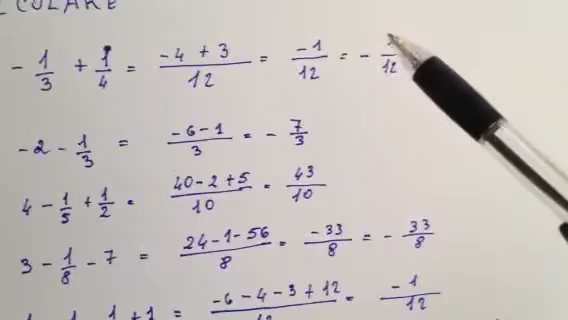 COLARE
- 1/3 + 1/4 = (-4 + 3)/12 = -1/12 = - 1/12
-2 - 1/3 = (-6 - 1)/3 = - 7/3
4 - 1/5 + 1/2 = (40 - 2 + 5)/10 = 43/10
3 - 1/8 - 7 = (24 - 1 - 56)/8 = -33/8 = - 33/8
+ 1 = (-6 - 4 - 3 + 12)/12 = -1/12